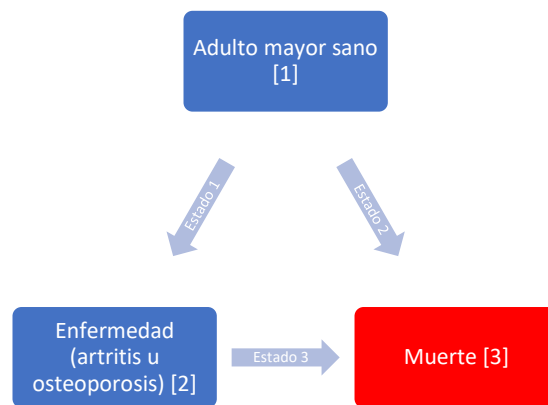 Adulto mayor sano
[1]
Estado 1
Estado 2
Enfermedad
(artritis u
osteoporosis) [2]
Estado 3
Muerte [3]